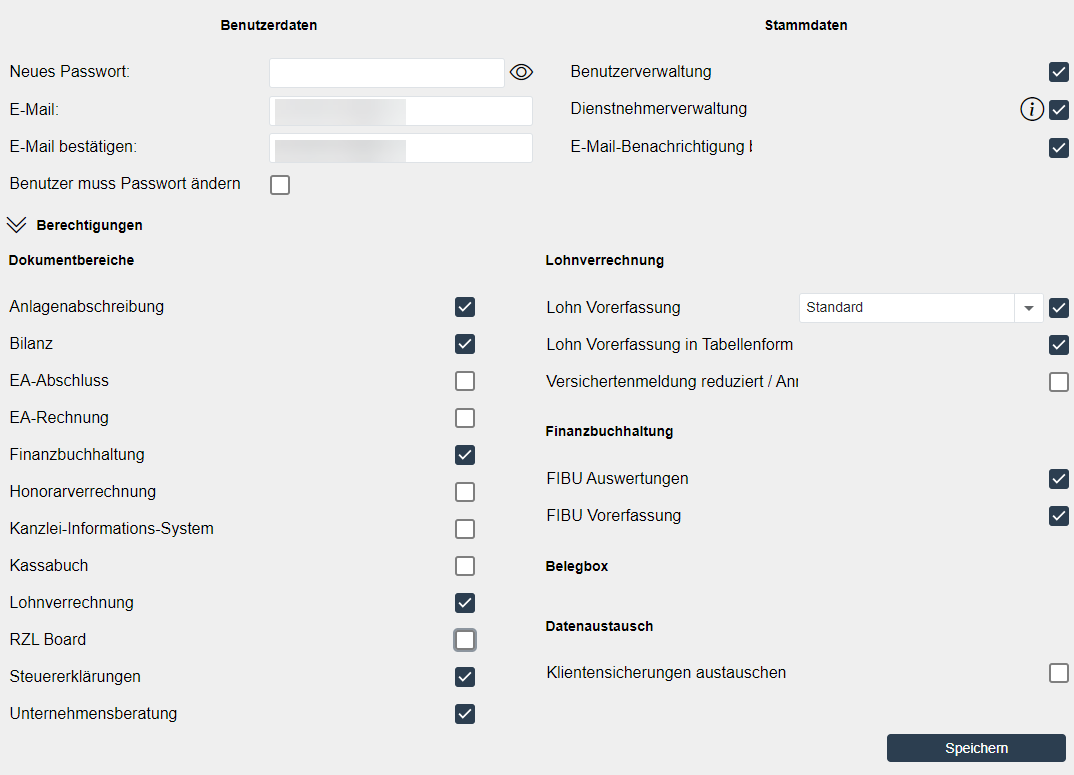 Benutzerdaten
Neues Passwort:
E-Mail:
E-Mail bestätigen:
Benutzer muss Passwort ändern
Stammdaten
Benutzerverwaltung
Dienstnehmerverwaltung
E-Mail-Benachrichtigung
Berechtigungen
Dokumentbereiche
Anlagenabschreibung
Bilanz
EA-Abschluss
EA-Rechnung
Finanzbuchhaltung
Honorarverrechnung
Kanzlei-Informations-System
Kassabuch
Lohnverrechnung
RZL Board
Steuererklärungen
Unternehmensberatung
Lohnverrechnung
Lohn Vorerfassung Standard
Lohn Vorerfassung in Tabellenform
Versichertenmeldung reduziert /
Finanzbuchhaltung
FIBU Auswertungen
FIBU Vorerfassung
Belegbox
Datenaustausch
Klientensicherungen austauschen
Speichern